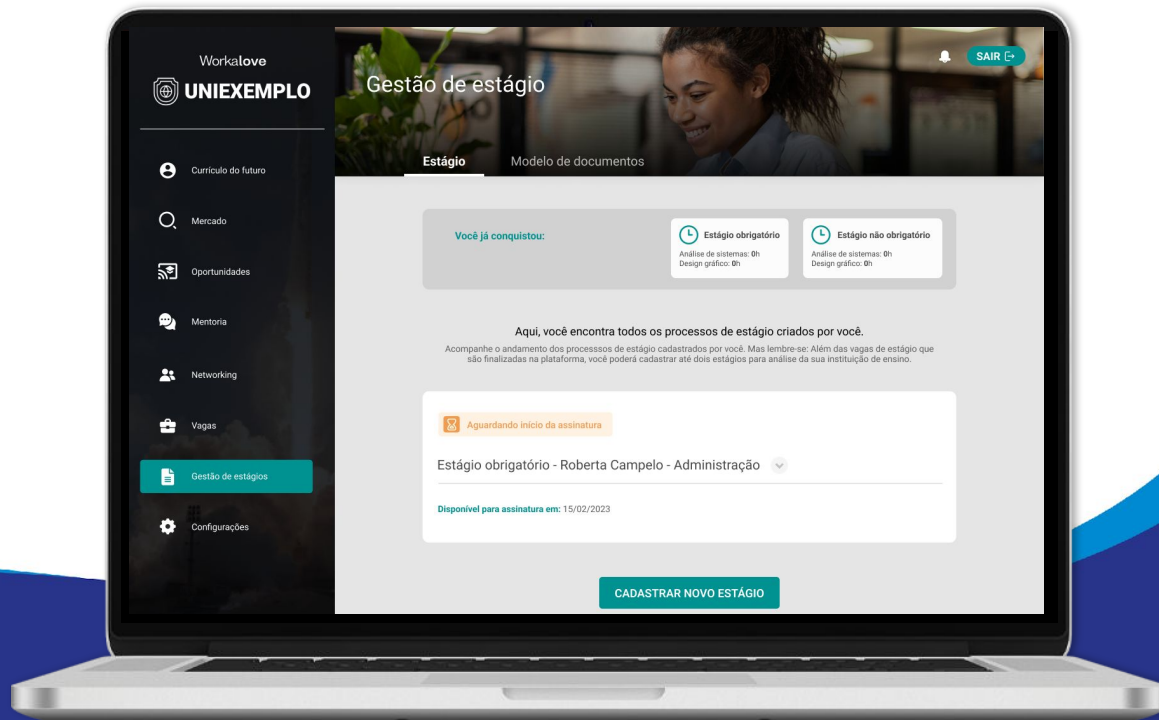 Workalove
UNIEXEMPLO
Currículo do futuro
Mercado
Oportunidades
Mentoria
Networking
Vagas
Gestão de estágios
Configurações
Gestão de estágio
SAIR
Estágio
Modelo de documentos
Você já conquistou:
Estágio obrigatório
Análise de sistemas: 0h
Design gráfico: 0h
Estágio não obrigatório
Análise de sistemas: 0h
Design gráfico: 0h
Aqui, você encontra todos os processos de estágio criados por você.
Acompanhe o andamento dos processsos de estágio cadastrados por você. Mas lembre-se: Além das vagas de estágio que
são finalizadas na plataforma, você poderá cadastrar até dois estágios para análise da sua instituição de ensino.
Aguardando início da assinatura
Estágio obrigatório - Roberta Campelo - Administração
Disponível para assinatura em: 15/02/2023
CADASTRAR NOVO ESTÁGIO